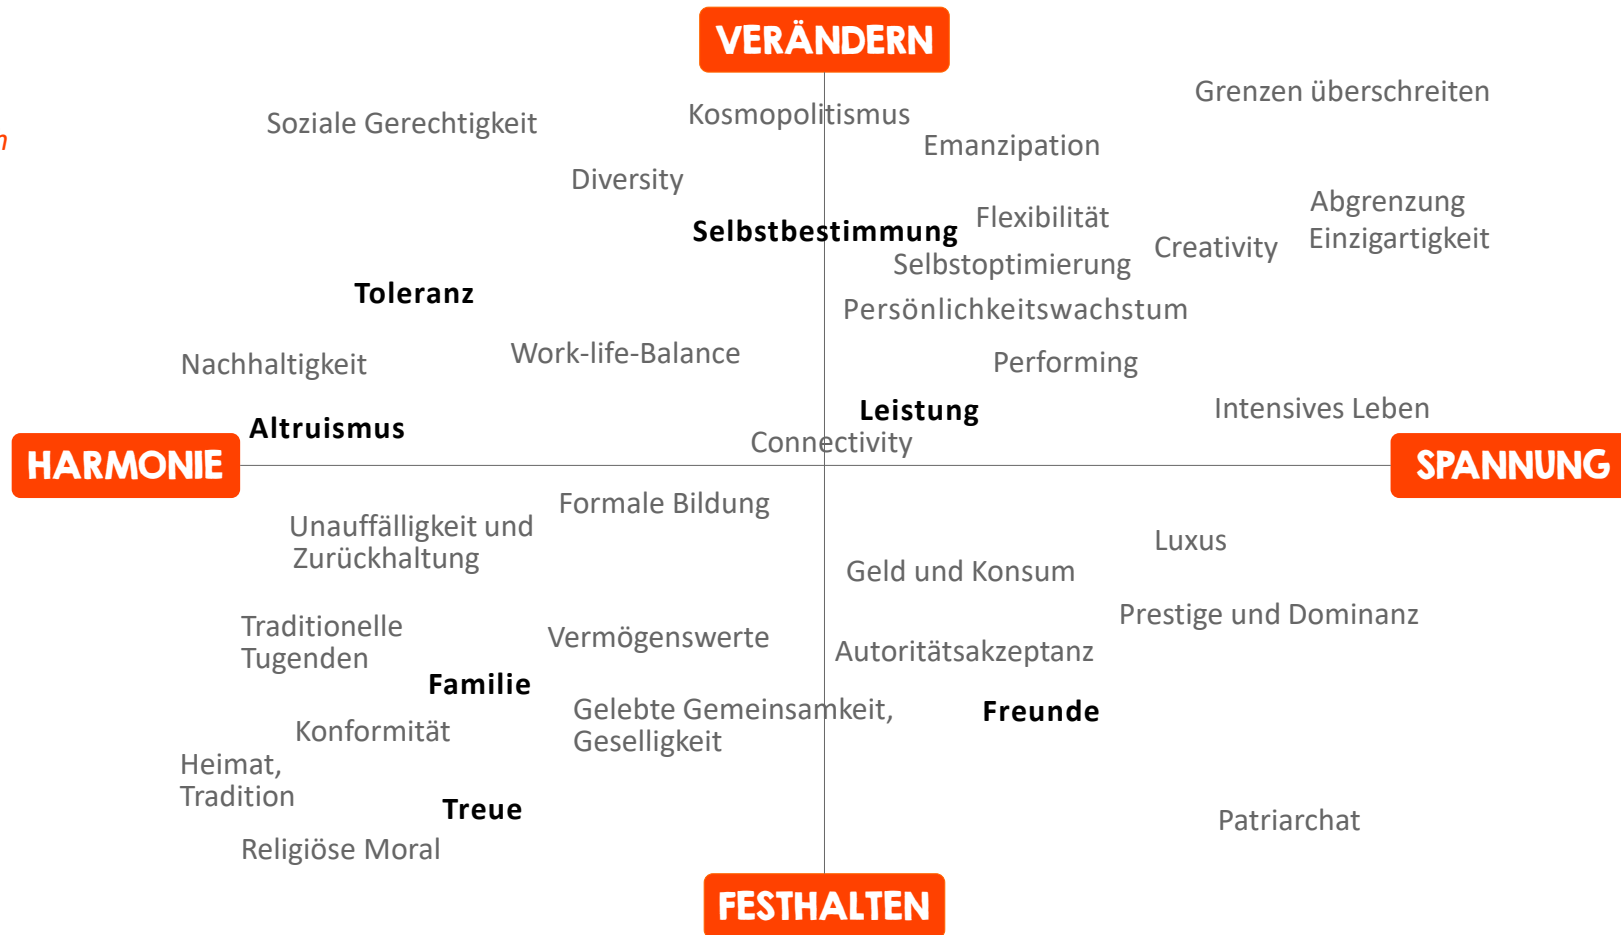 VERÄNDERN
Grenzen überschreiten
Soziale Gerechtigkeit
Kosmopolitismus
Emanzipation
Diversity
Abgrenzung
Einzigartigkeit
Selbstbestimmung
Flexibilität
Creativity
Selbstoptimierung
Toleranz
Persönlichkeitswachstum
Nachhaltigkeit
Work-life-Balance
Performing
Altruismus
Leistung
Intensives Leben
Connectivity
HARMONIE
SPANNUNG
Formale Bildung
Unauffälligkeit und
Zurückhaltung
Luxus
Geld und Konsum
Prestige und Dominanz
Traditionelle
Tugenden
Vermögenswerte
Autoritätsakzeptanz
Familie
Gelebte Gemeinsamkeit,
Geselligkeit
Freunde
Konformität
Heimat,
Tradition
Treue
Patriarchat
Religiöse Moral
FESTHALTEN